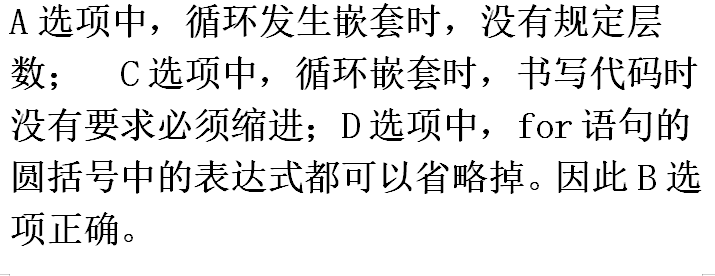 A 选项中，循环发生嵌套时，没有规定层
数；　C 选项中，循环嵌套时，书写代码时
没有要求必须缩进；D 选项中，for 语句的
圆括号中的表达式都可以省略掉。因此 B 选
项正确。